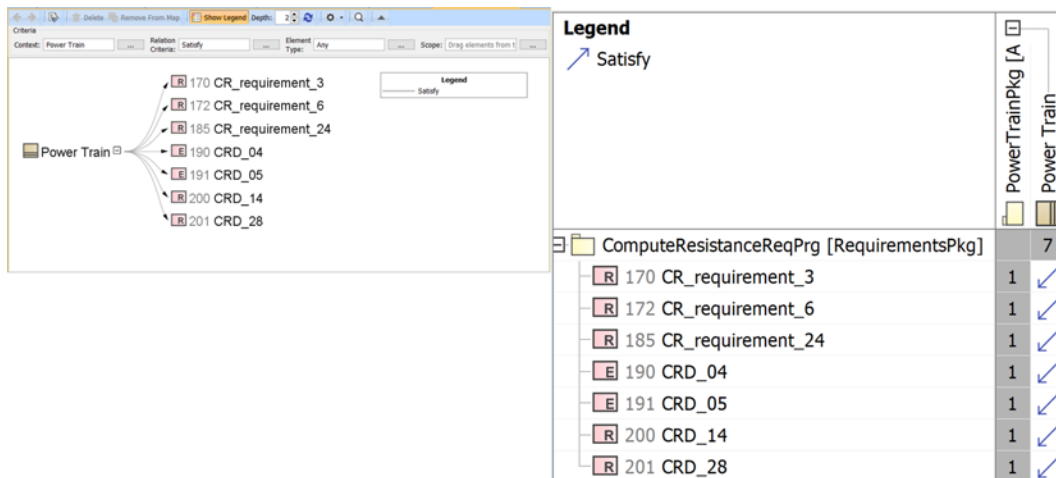 Delete Remove From Map Show Legend Depth: 2
Criteria
Context: Power Train ... Relation Criteria: Satisfy ... Element Type: Any ... Scope: Drag elements from t ...
Legend
Satisfy
Power Train
R 170 CR_requirement_3
R 172 CR_requirement_6
R 185 CR_requirement_24
E 190 CRD_04
E 191 CRD_05
R 200 CRD_14
R 201 CRD_28
Legend
Satisfy
PowerTrainPkg [A
Power Train
ComputeResistanceReqPrg [RequirementsPkg] 7
R 170 CR_requirement_3 1
R 172 CR_requirement_6 1
R 185 CR_requirement_24 1
E 190 CRD_04 1
E 191 CRD_05 1
R 200 CRD_14 1
R 201 CRD_28 1